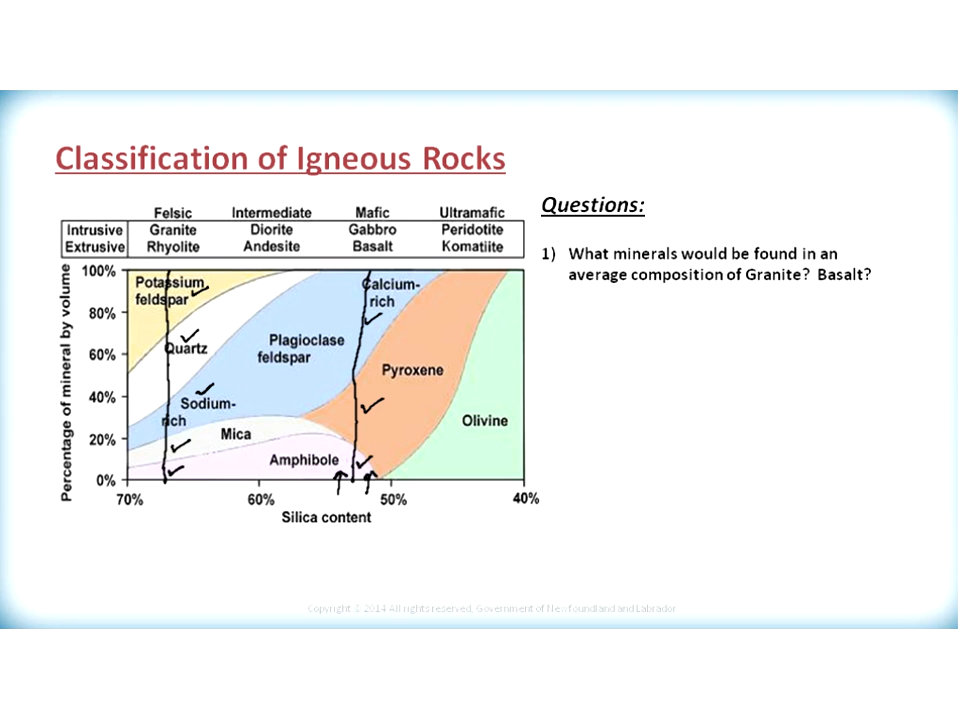 Classification of Igneous Rocks
Questions:
1) What minerals would be found in an
average composition of Granite? Basalt?
Felsic Intermediate Mafic Ultramafic
Intrusive Granite Diorite Gabbro Peridotite
Extrusive Rhyolite Andesite Basalt Komatiite
Percentage of mineral by volume
100%
80%
60%
40%
20%
0%
Potassium
feldspar
Quartz
Sodium-
rich
Mica
Plagioclase
feldspar
Amphibole
Calcium-
rich
Pyroxene
Olivine
70% 60% 50% 40%
Silica content
Copyright © 2014 All rights reserved, Government of Newfoundland and Labrador